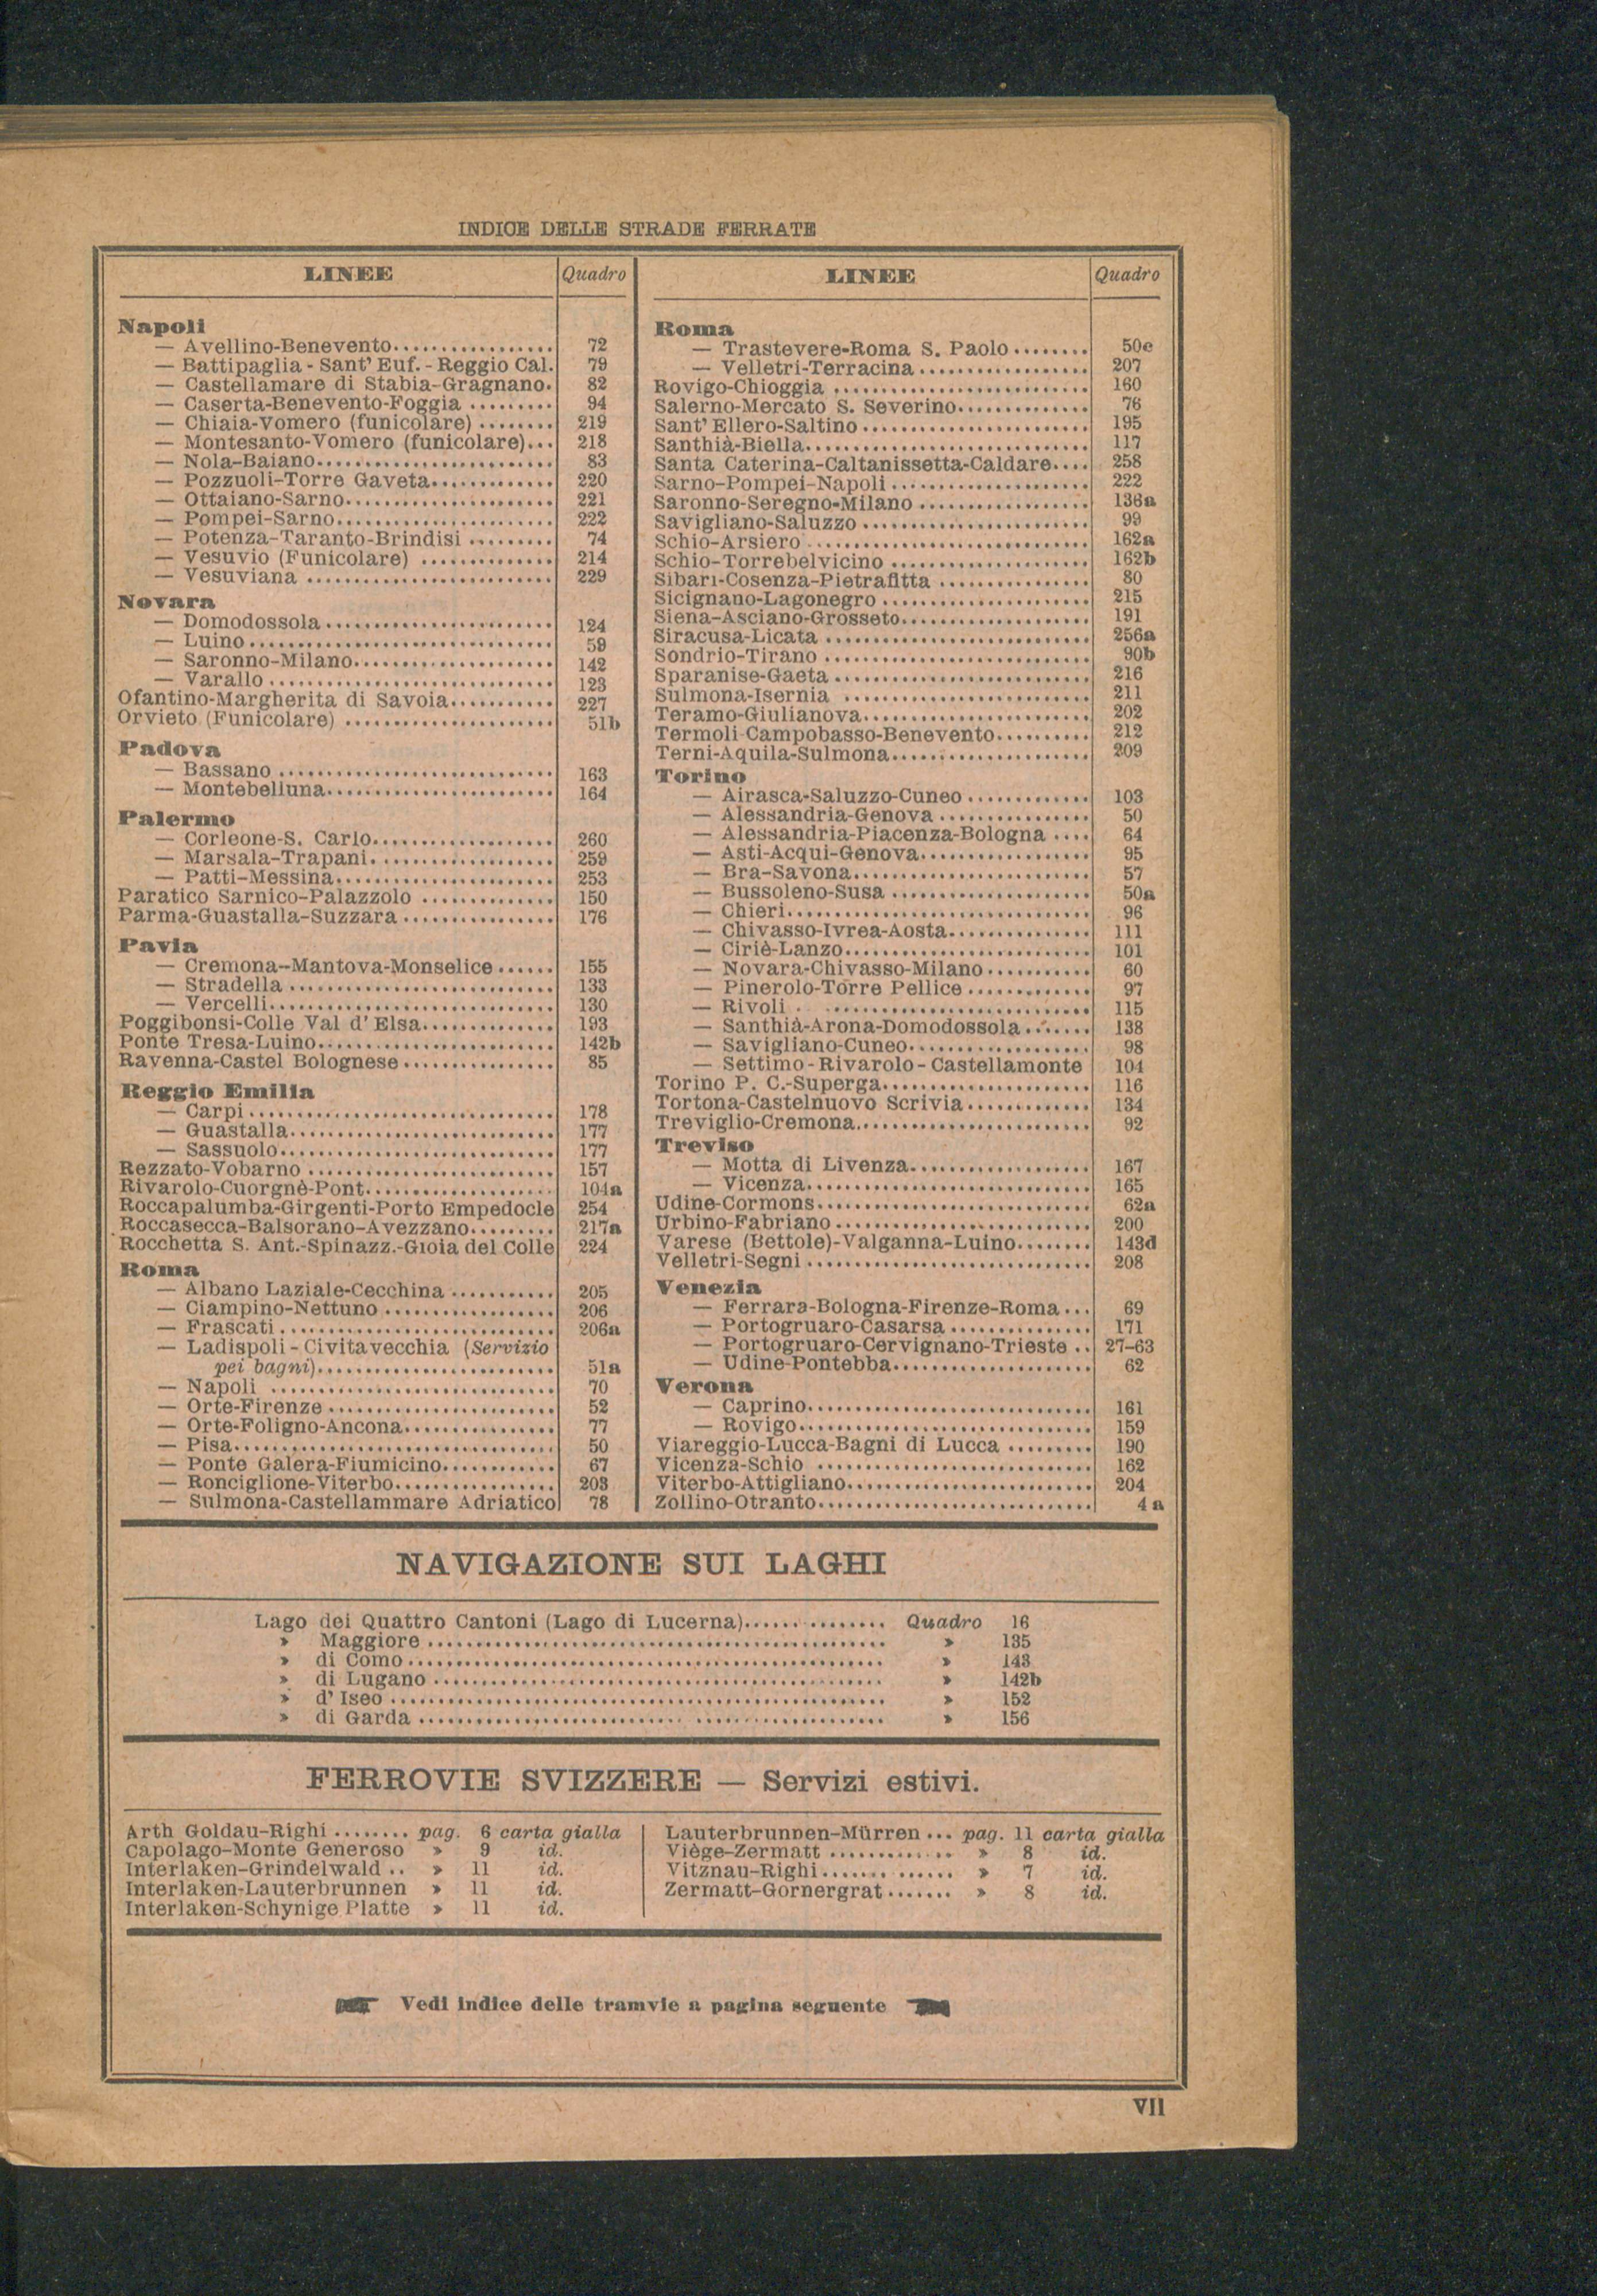 INDICE DELLE STRADE FERRATE
LINEE Quadro
Napoli
— Avellino-Benevento 72
— Battipaglia - Sant' Euf. - Reggio Cal. 79
— Castellamare di Stabia-Gragnano 82
— Caserta-Benevento-Foggia 94
— Chiaia-Vomero (funicolare) 219
— Montesanto-Vomero (funicolare) 218
— Nola-Baiano 83
— Pozzuoli-Torre Gaveta 220
— Ottaiano-Sarno 221
— Pompei-Sarno 222
— Potenza-Taranto-Brindisi 74
— Vesuvio (Funicolare) 214
— Vesuviana 229
Novara
— Domodossola 124
— Luino 59
— Saronno-Milano 142
— Varallo 123
Ofantino-Margherita di Savoia 227
Orvieto (Funicolare) 51b
Padova
— Bassano 163
— Montebelluna 164
Palermo
— Corleone-S. Carlo 260
— Marsala-Trapani 259
— Patti-Messina 253
Paratico Sarnico-Palazzolo 150
Parma-Guastalla-Suzzara 176
Pavia
— Cremona-Mantova-Monselice 155
— Stradella 133
— Vercelli 130
Poggibonsi-Colle Val d' Elsa 193
Ponte Tresa-Luino 142b
Ravenna-Castel Bolognese 85
Reggio Emilia
— Carpi 178
— Guastalla 177
— Sassuolo 177
Rezzato-Vobarno 157
Rivarolo-Cuorgnè-Pont 104a
Roccapalumba-Girgenti-Porto Empedocle 254
Roccasecca-Balsorano-Avezzano 217a
Rocchetta S. Ant.-Spinazz.-Gioia del Colle 224
Roma
— Albano Laziale-Cecchina 205
— Ciampino-Nettuno 206
— Frascati 206a
— Ladispoli - Civitavecchia (Servizio
pei bagni) 51a
— Napoli 70
— Orte-Firenze 52
— Orte-Foligno-Ancona 77
— Pisa 50
— Ponte Galera-Fiumicino 67
— Ronciglione-Viterbo 203
— Sulmona-Castellammare Adriatico 78
LINEE Quadro
Roma
— Trastevere-Roma S. Paolo 50e
— Velletri-Terracina 207
Rovigo-Chioggia 160
Salerno-Mercato S. Severino 76
Sant' Ellero-Saltino 195
Santhià-Biella 117
Santa Caterina-Caltanissetta-Caldare 258
Sarno-Pompei-Napoli 222
Saronno-Seregno-Milano 136a
Savigliano-Saluzzo 99
Schio-Arsiero 162a
Schio-Torrebelvicino 162b
Sibari-Cosenza-Pietrafitta 80
Sicignano-Lagonegro 215
Siena-Asciano-Grosseto 191
Siracusa-Licata 256a
Sondrio-Tirano 90b
Sparanise-Gaeta 216
Sulmona-Isernia 211
Teramo-Giulianova 202
Termoli-Campobasso-Benevento 212
Terni-Aquila-Sulmona 209
Torino
— Airasca-Saluzzo-Cuneo 103
— Alessandria-Genova 50
— Alessandria-Piacenza-Bologna 64
— Asti-Acqui-Genova 95
— Bra-Savona 57
— Bussoleno-Susa 50a
— Chieri 96
— Chivasso-Ivrea-Aosta 111
— Ciriè-Lanzo 101
— Novara-Chivasso-Milano 60
— Pinerolo-Torre Pellice 97
— Rivoli 115
— Santhià-Arona-Domodossola 138
— Savigliano-Cuneo 98
— Settimo - Rivarolo - Castellamonte 104
Torino P. C.-Superga 116
Tortona-Castelnuovo Scrivia 134
Treviglio-Cremona 92
Treviso
— Motta di Livenza 167
— Vicenza 165
Udine-Cormons 62a
Urbino-Fabriano 200
Varese (Bettole)-Valganna-Luino 143d
Velletri-Segni 208
Venezia
— Ferrara-Bologna-Firenze-Roma 69
— Portogruaro-Casarsa 171
— Portogruaro-Cervignano-Trieste 27-63
— Udine-Pontebba 62
Verona
— Caprino 161
— Rovigo 159
Viareggio-Lucca-Bagni di Lucca 190
Vicenza-Schio 162
Viterbo-Attigliano 204
Zollino-Otranto 4 a
NAVIGAZIONE SUI LAGHI
Lago dei Quattro Cantoni (Lago di Lucerna) Quadro 16
» Maggiore » 135
» di Como » 143
» di Lugano » 142b
» d' Iseo » 152
» di Garda » 156
FERROVIE SVIZZERE — Servizi estivi.
Arth Goldau-Righi pag. 6 carta gialla
Capolago-Monte Generoso » 9 id.
Interlaken-Grindelwald » 11 id.
Interlaken-Lauterbrunnen » 11 id.
Interlaken-Schynige Platte » 11 id.
Lauterbrunnen-Mürren pag. 11 carta gialla
Viège-Zermatt » 8 id.
Vitznau-Righi » 7 id.
Zermatt-Gornergrat » 8 id.
Vedi indice delle tramvie a pagina seguente
VII